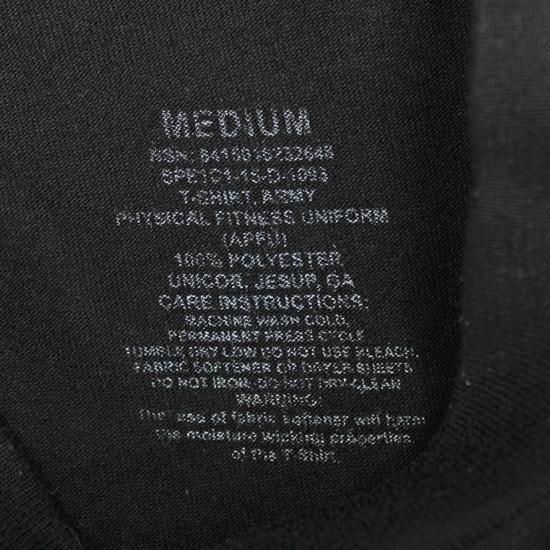 MEDIUM
NSN: 8415016232645
SPE1C1-15-D-1093
T-SHIRT, ARMY
PHYSICAL FITNESS UNIFORM
(APFU)
100% POLYESTER
UNICOR, JESUP, GA
CARE INSTRUCTIONS:
MACHINE WASH COLD,
PERMANENT PRESS CYCLE
TUMBLE DRY LOW DO NOT USE BLEACH,
FABRIC SOFTENER OR DRYER SHEETS
DO NOT IRON, DO NOT DRY-CLEAN
WARNING:
The use of fabric softener will harm
the moisture wicking properties
of the T-Shirt.